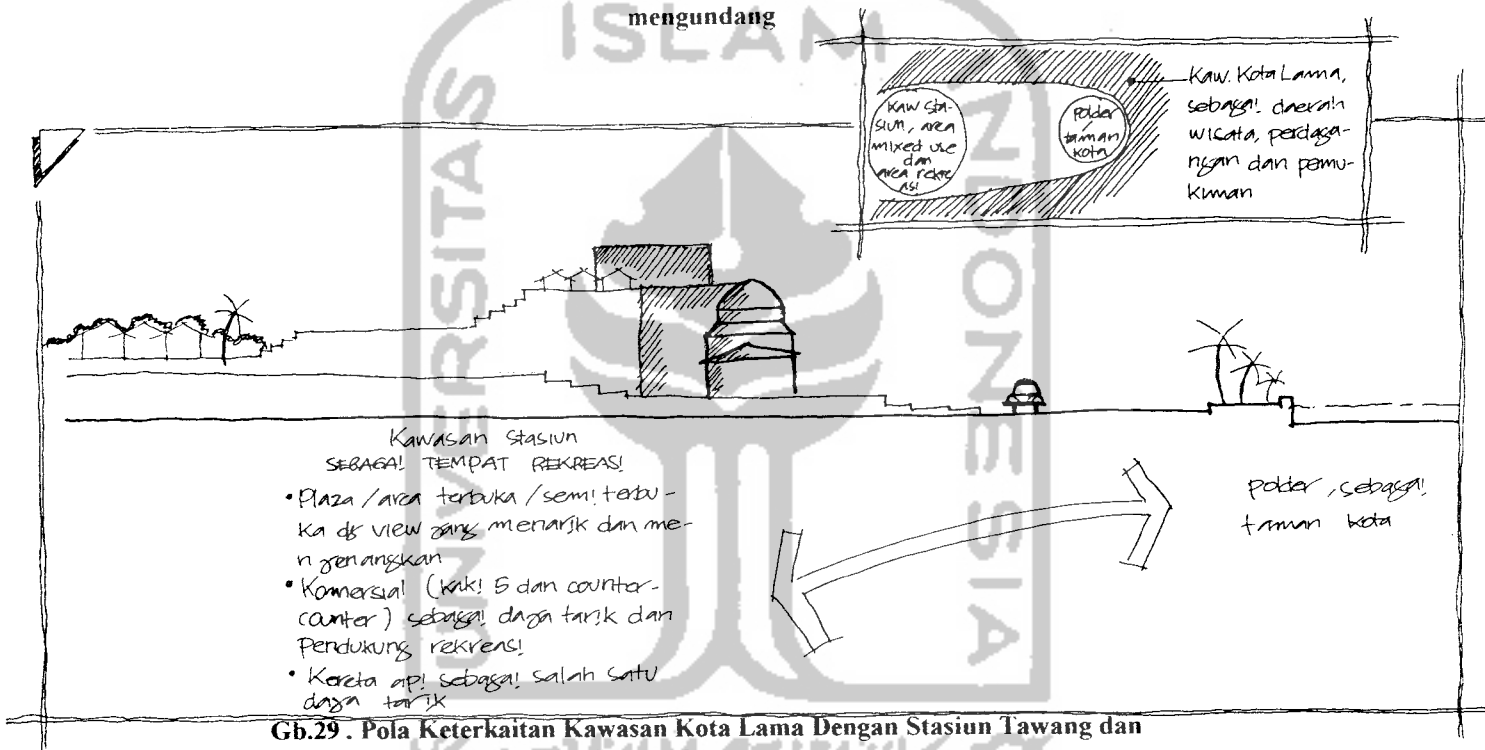 ISLAM
UNIVERSITAS
INDONESIA
mengundang
Kaw Sta-
siun, area
mixed use
dan
area rekre
asi
Polder
/
taman
kota
Kaw. Kota Lama,
sebagai daerah
wisata, perdaga-
ngan dan pemu-
kiman
Kawasan Stasiun
SEBAGAI TEMPAT REKREASI
• Plaza / area terbuka / semi terbu-
ka dg view yang menarik dan me-
nyenangkan
• Komersial (kaki 5 dan counter-
counter) sebagai daya tarik dan
Pendukung rekreasi
• Kereta api sebagai salah satu
daya tarik
polder, sebagai
taman kota
Gb.29 . Pola Keterkaitan Kawasan Kota Lama Dengan Stasiun Tawang dan